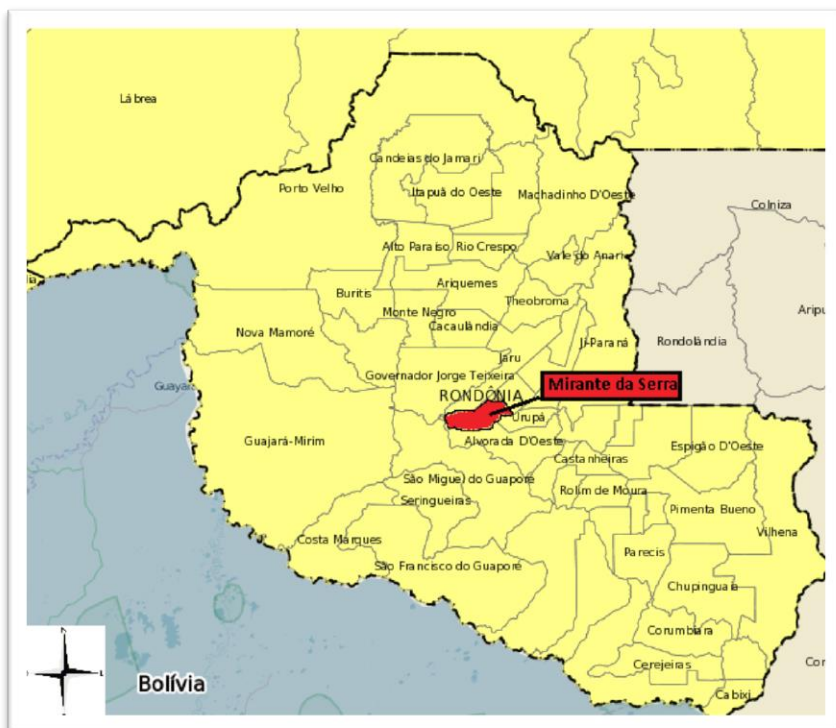 Lábrea
Candeias do Jamari
Porto Velho
Itapuã do Oeste
Machadinho D'Oeste
Colniza
Alto Paraíso
Rio Crespo
Vale do Anari
Buritis
Ariquemes
Theobroma
Monte Negro
Cacaulândia
Nova Mamoré
Ji-Paraná
Rondolândia
Jaru
Governador Jorge Teixeira
Mirante da Serra
RONDÔNIA
Urupá
Guajará-Mirim
Alvorada D'Oeste
Castanheiras
Espigão D'Oeste
São Miguel do Guaporé
Rolim de Moura
Seringueiras
Pimenta Bueno
Vilhena
Costa Marques
Parecis
São Francisco do Guaporé
Chupinguaia
Corumbiara
Cerejeiras
Bolívia
Cabixi